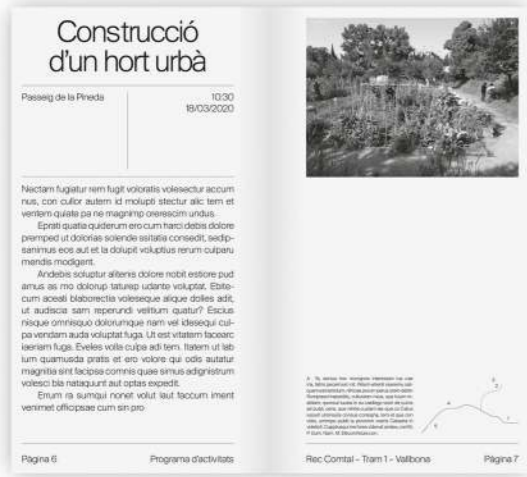 Construcció
d'un hort urbà
Passeig de la Pineda
10:30
18/03/2020
Nectam fugiatur rem fugit voloratis volesectur accum
nus, con cullor autem id molupti stectur alic tem et
ventem quiate pa ne magnimp orerescim undus.
Eprati quatia quiderum ero cum harci debis dolore
premped ut dolorias solende ssitatia consedit, sedip-
sanimus eos aut et la dolupit voluptius rerum culparu
mendis modigent.
Andebis soluptur alitenis dolore nobit estiore pud
amus as mo dolorup taturep udante voluptat. Ebite-
cum aceati blaborectia voleseque alique dolles adit,
ut audiscia sam reperundi velitium quatur? Escius
nisque omnisquo dolorumque nam vel idesequi cul-
pa vendam auda voluptat fuga. Ut est vitatem facearc
iaeriam fuga. Eveles volla culpa adi tem. Itatem ut lab
ium quamusda pratis et ero volore qui odis autatur
magnitia sint facipsa comnis quae simus adignistrum
volesci bla nataquunt aut optas expedit.
Errum ra sumqui nonet volut laut faccum iment
venimet officiopsae cum sin pro
Pàgina 6
Programa d'activitats
Rec Comtal – Tram 1 – Vallbona
Pàgina 7